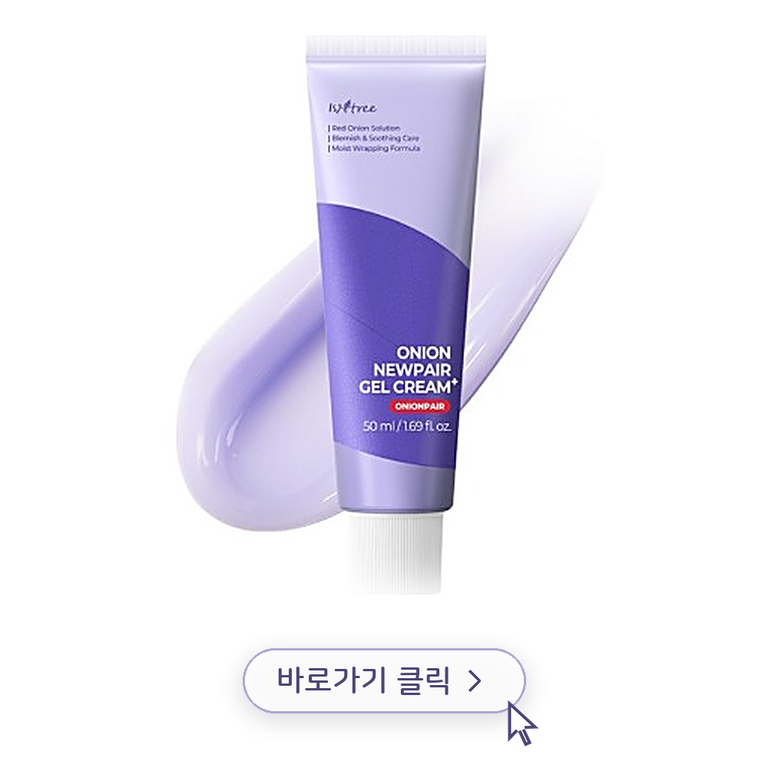 Isntree
Red Onion Solution
Blemish & Soothing Care
Moist Wrapping Formula
ONION
NEWPAIR
GEL CREAM+
ONIONPAIR
50 ml / 1.69 fl. oz.
바로가기 클릭 >